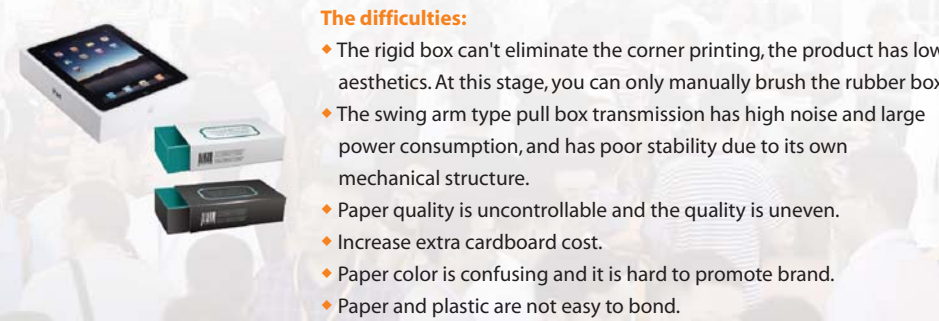 The difficulties:
The rigid box can't eliminate the corner printing, the product has low
aesthetics. At this stage, you can only manually brush the rubber box
The swing arm type pull box transmission has high noise and large
power consumption, and has poor stability due to its own
mechanical structure.
Paper quality is uncontrollable and the quality is uneven.
Increase extra cardboard cost.
Paper color is confusing and it is hard to promote brand.
Paper and plastic are not easy to bond.